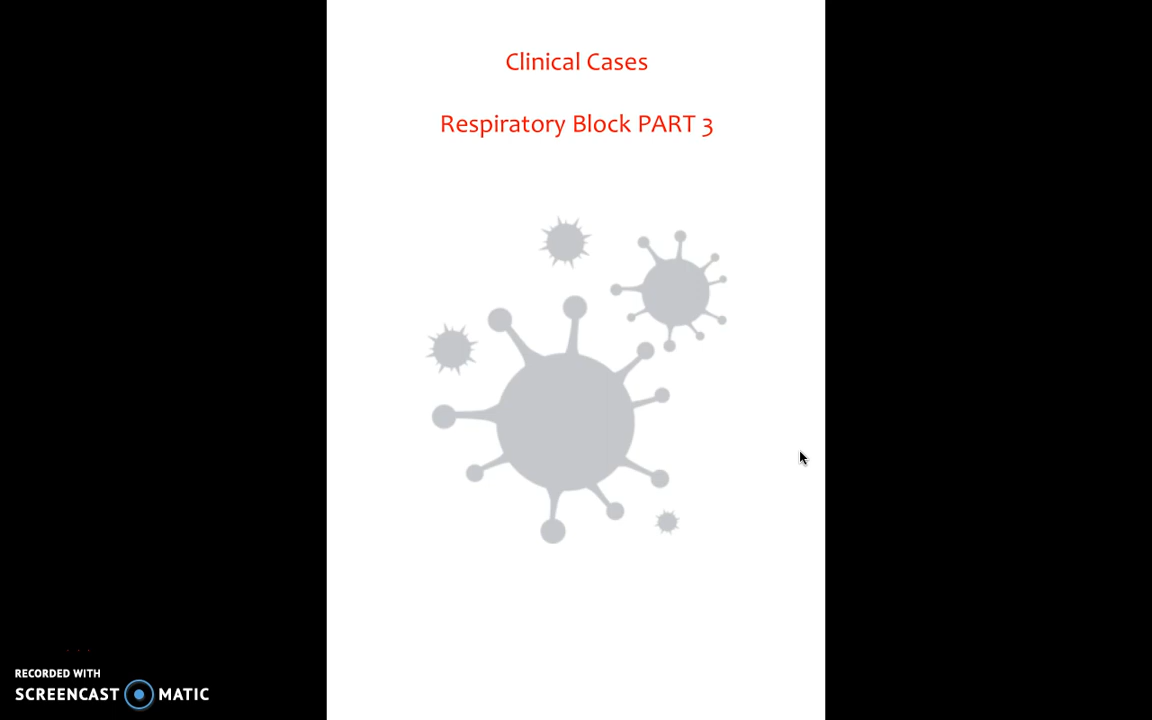 Clinical Cases
Respiratory Block PART 3
RECORDED WITH
SCREENCAST MATIC